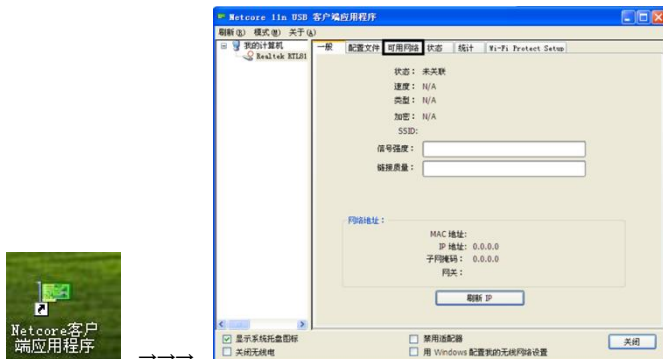 Netcore 11n USB 客户端应用程序
刷新(R) 模式(M) 关于(A)
我的计算机
Realtek RTL81
一般 配置文件 可用网络 状态 统计 Wi-Fi Protect Setup
状态: 未关联
速度: N/A
类型: N/A
加密: N/A
SSID:
信号强度:
链接质量:
网络地址:
MAC 地址:
IP 地址: 0.0.0.0
子网掩码: 0.0.0.0
网关:
刷新 IP
显示系统托盘图标 禁用适配器
关闭无线电 用 Windows 配置我的无线网络设置
关闭
Netcore客户
端应用程序
→→→